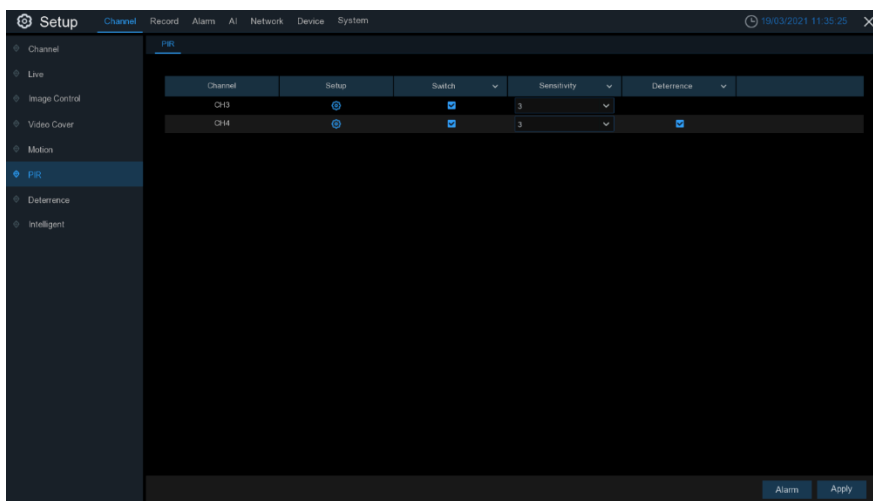 Setup Channel Record Alarm AI Network Device System 19/03/2021 11:35:25
Channel
Live
Image Control
Video Cover
Motion
PIR
Deterrence
Intelligent
PIR
Channel Setup Switch Sensitivity Deterrence
CH3 3
CH4 3
Alarm Apply